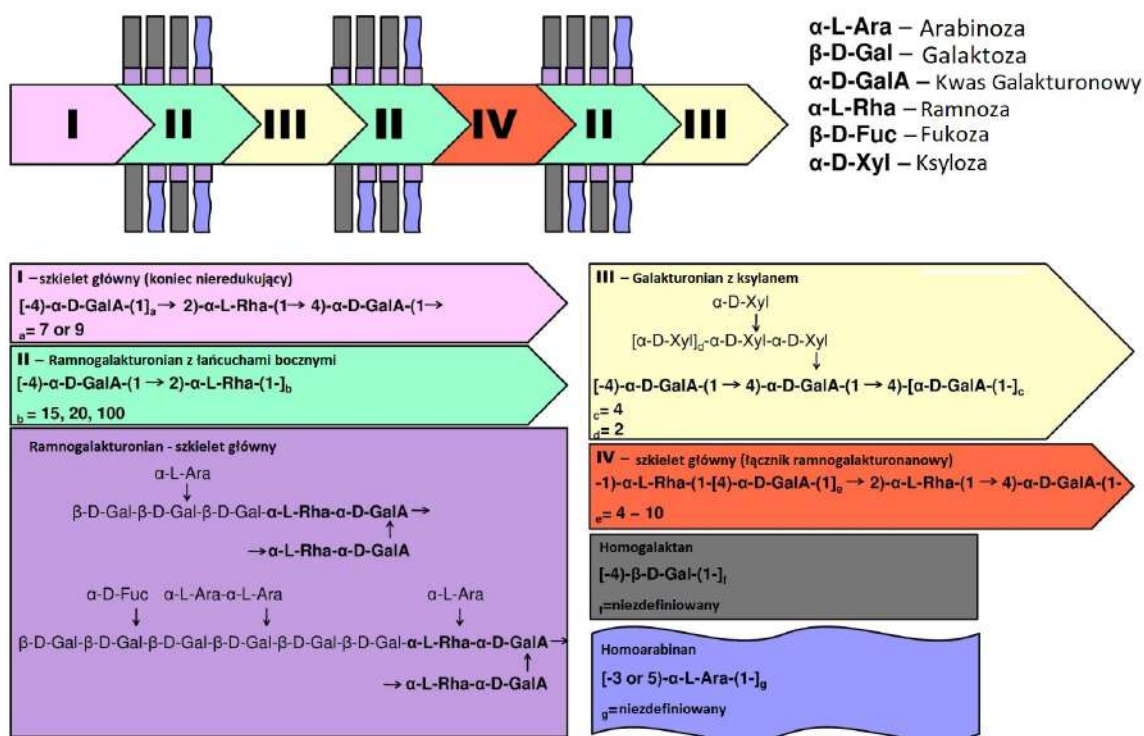 I II III II IV II III
α-L-Ara – Arabinoza
β-D-Gal – Galaktoza
α-D-GalA – Kwas Galakturonowy
α-L-Rha – Ramnoza
β-D-Fuc – Fukoza
α-D-Xyl – Ksyloza
I – szkielet główny (koniec nieredukujący)
[-4)-α-D-GalA-(1]a→ 2)-α-L-Rha-(1→ 4)-α-D-GalA-(1→
a= 7 or 9
II – Ramnogalakturonian z łańcuchami bocznymi
[-4)-α-D-GalA-(1 → 2)-α-L-Rha-(1-]b
b = 15, 20, 100
Ramnogalakturonian - szkielet główny
α-L-Ara
↓
β-D-Gal-β-D-Gal-β-D-Gal-α-L-Rha-α-D-GalA→
↑
→α-L-Rha-α-D-GalA
α-D-Fuc α-L-Ara-α-L-Ara α-L-Ara
↓ ↓ ↓
β-D-Gal-β-D-Gal-β-D-Gal-β-D-Gal-β-D-Gal-β-D-Gal-α-L-Rha-α-D-GalA→
↑
→α-L-Rha-α-D-GalA
III – Galakturonian z ksylanem
α-D-Xyl
↓
[α-D-Xyl]d-α-D-Xyl-α-D-Xyl
↓
[-4)-α-D-GalA-(1 → 4)-α-D-GalA-(1 → 4)-[α-D-GalA-(1-]c
c= 4
d= 2
IV – szkielet główny (łącznik ramnogalakturonanowy)
-1)-α-L-Rha-(1-[4)-α-D-GalA-(1]g→ 2)-α-L-Rha-(1 → 4)-α-D-GalA-(1-
e= 4 – 10
Homogalaktan
[-4)-β-D-Gal-(1-]f
f=niezdefiniowany
Homoarabinan
[-3 or 5)-α-L-Ara-(1-]g
g=niezdefiniowany